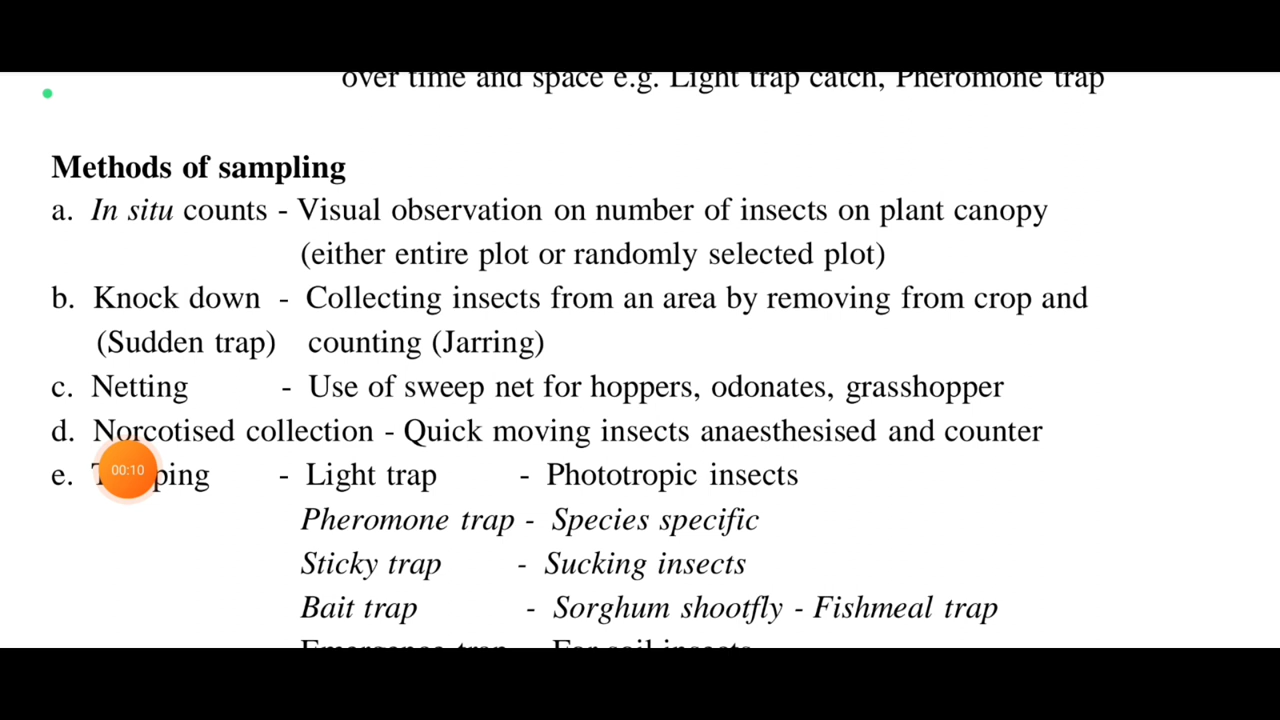 over time and space e.g. Light trap catch, Pheromone trap
Methods of sampling
a. In situ counts - Visual observation on number of insects on plant canopy
(either entire plot or randomly selected plot)
b. Knock down - Collecting insects from an area by removing from crop and
(Sudden trap) counting (Jarring)
c. Netting - Use of sweep net for hoppers, odonates, grasshopper
d. Norcotised collection - Quick moving insects anaesthesised and counter
e. - Light trap - Phototropic insects
00:10
Pheromone trap - Species specific
Sticky trap - Sucking insects
Bait trap - Sorghum shootfly - Fishmeal trap
Emergence trap - For soil insects